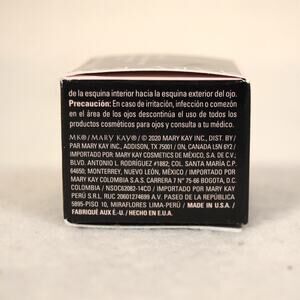 de la esquina interior hacia la esquina exterior del ojo.
Precaución: En caso de irritación, infección o comezón
en el área de los ojos descontinúa el uso de todos los
productos cosméticos para ojos y consulta a tu médico.
MK®/MARY KAY® / © 2020 MARY KAY INC., DIST. BY/
PAR MARY KAY INC., ADDISON, TX 75001 / ON, CANADA L5N 6Y2 /
IMPORTADO POR: MARY KAY COSMETICS DE MÉXICO, S.A. DE C.V.;
BLVD. ANTONIO L. RODRÍGUEZ #1882; COL. SANTA MARÍA C.P.
64650; MONTERREY, NUEVO LEÓN, MÉXICO / IMPORTADO POR:
MARY KAY COLOMBIA S.A.S. CARRERA 7 N° 75-66 BOGOTA, D.C.
COLOMBIA / NSOC62082-14CO / IMPORTADO POR: MARY KAY
PERÚ S.R.L. RUC 20601274699 A.V. PASEO DE LA REPÚBLICA
5895-PISO 10, MIRAFLORES LIMA-PERÚ / MADE IN U.S.A. /
FABRIQUÉ AUX É.-U. / HECHO EN E.U.A.